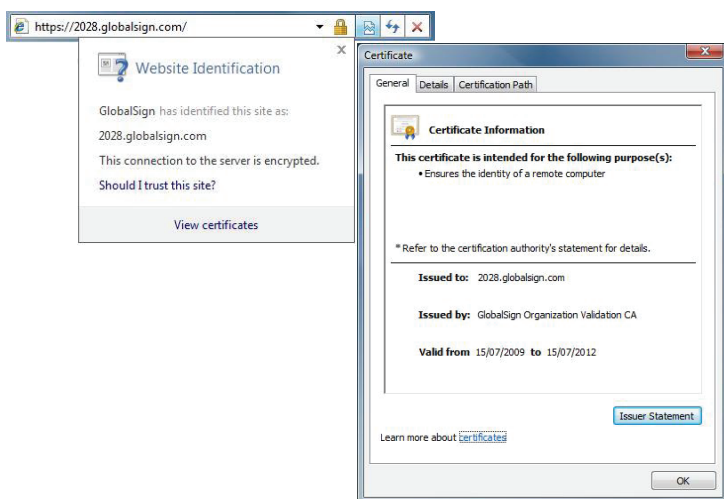 https://2028.globalsign.com/
Website Identification
GlobalSign has identified this site as:
2028.globalsign.com
This connection to the server is encrypted.
Should I trust this site?
View certificates
Certificate
General Details Certification Path
Certificate Information
This certificate is intended for the following purpose(s):
• Ensures the identity of a remote computer
* Refer to the certification authority's statement for details.
Issued to: 2028.globalsign.com
Issued by: GlobalSign Organization Validation CA
Valid from 15/07/2009 to 15/07/2012
Issuer Statement
Learn more about certificates
OK